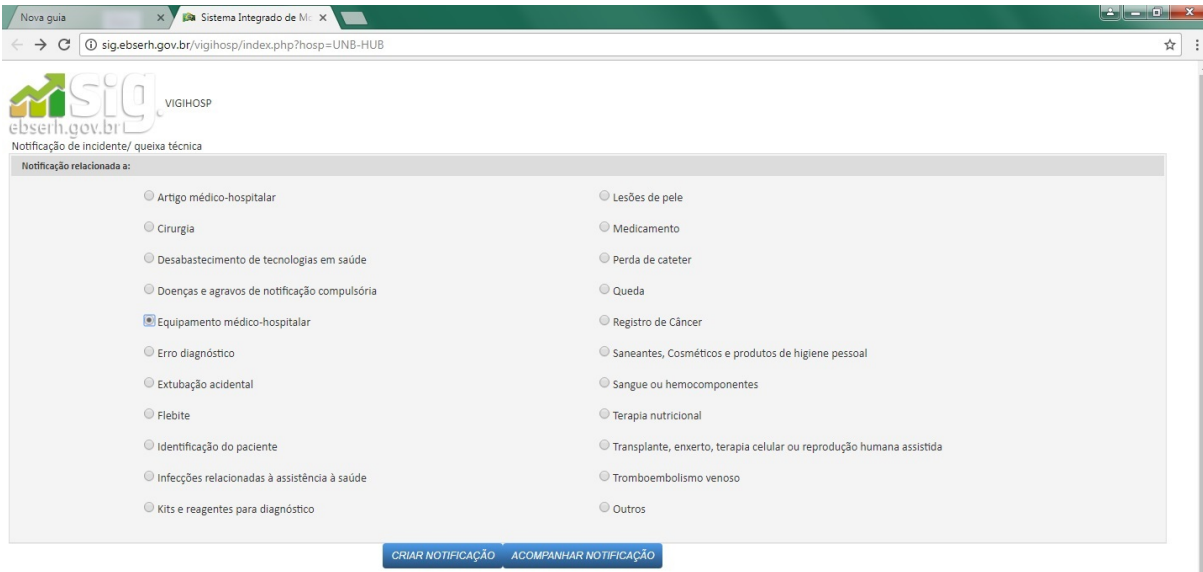 Nova guia
Sistema Integrado de Mc
sig.ebserh.gov.br/vigihosp/index.php?hosp=UNB-HUB
Sig.
VIGIHOSP
ebserh.gov.br
Notificação de incidente/ queixa técnica
Notificação relacionada a:
Artigo médico-hospitalar
Lesões de pele
Cirurgia
Medicamento
Desabastecimento de tecnologias em saúde
Perda de cateter
Doenças e agravos de notificação compulsória
Queda
Equipamento médico-hospitalar
Registro de Câncer
Erro diagnóstico
Saneantes, Cosméticos e produtos de higiene pessoal
Extubação acidental
Sangue ou hemocomponentes
Flebite
Terapia nutricional
Identificação do paciente
Transplante, enxerto, terapia celular ou reprodução humana assistida
Infecções relacionadas à assistência à saúde
Tromboembolismo venoso
Kits e reagentes para diagnóstico
Outros
CRIAR NOTIFICAÇÃO ACOMPANHAR NOTIFICAÇÃO